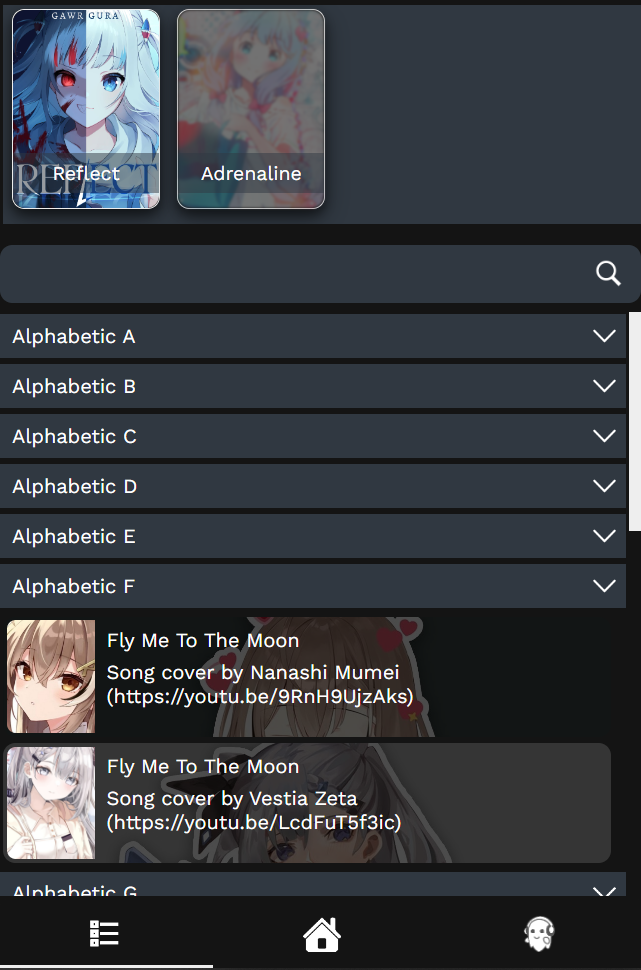 GAWR GURA
REFLECT
Reflect
Adrenaline
Alphabetic A
Alphabetic B
Alphabetic C
Alphabetic D
Alphabetic E
Alphabetic F
Fly Me To The Moon
Song cover by Nanashi Mumei
(https://youtu.be/9RnH9UjzAks)
Fly Me To The Moon
Song cover by Vestia Zeta
(https://youtu.be/LcdFuT5f3ic)
Alphabetic G